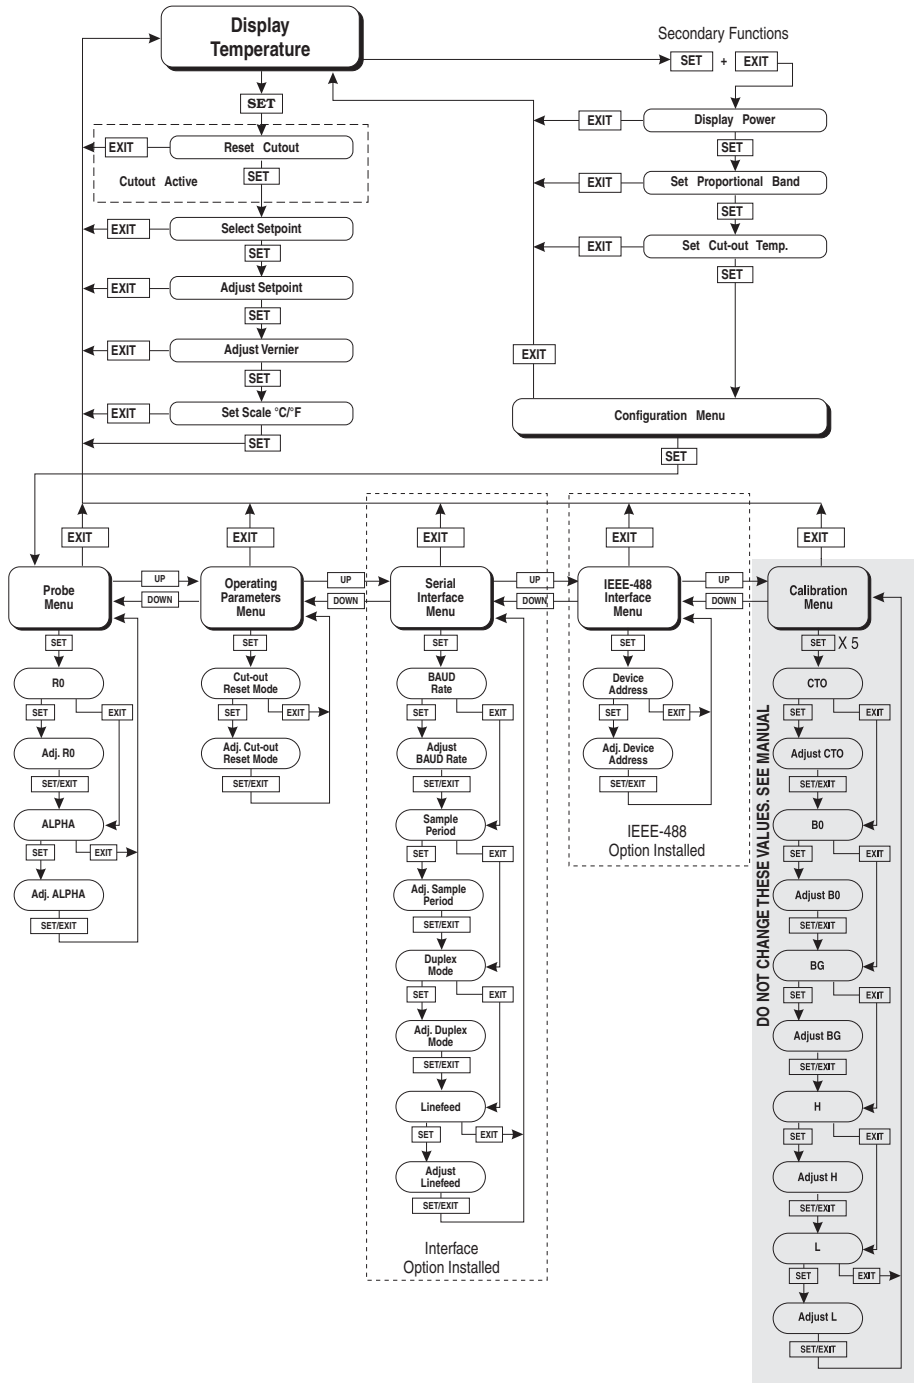 Display
Temperature
Secondary Functions
SET + EXIT
SET
EXIT Display Power
EXIT Reset Cutout
SET
Cutout Active
SET
EXIT Set Proportional Band
SET
EXIT Select Setpoint
EXIT Set Cut-out Temp.
SET
SET
EXIT Adjust Setpoint
SET
EXIT Adjust Vernier
EXIT
SET
EXIT Set Scale °C/°F
Configuration Menu
SET
SET
EXIT EXIT EXIT EXIT EXIT
Probe
Menu
UP
DOWN
Operating
Parameters
Menu
UP
DOWN
Serial
Interface
Menu
UP
DOWN
IEEE-488
Interface
Menu
UP
DOWN
Calibration
Menu
SET
R0
SET EXIT
Adj. R0
SET/EXIT
ALPHA
SET EXIT
Adj. ALPHA
SET/EXIT
SET
Cut-out
Reset Mode
SET EXIT
Adj. Cut-out
Reset Mode
SET/EXIT
SET
BAUD
Rate
SET EXIT
Adjust
BAUD Rate
SET/EXIT
Sample
Period
SET EXIT
Adj. Sample
Period
SET/EXIT
Duplex
Mode
SET EXIT
Adj. Duplex
Mode
SET/EXIT
Linefeed
SET EXIT
Adjust
Linefeed
SET/EXIT
Interface
Option Installed
SET
Device
Address
SET EXIT
Adj. Device
Address
SET/EXIT
IEEE-488
Option Installed
DO NOT CHANGE THESE VALUES. SEE MANUAL
SET X 5
CTO
SET EXIT
Adjust CTO
SET/EXIT
B0
SET EXIT
Adjust B0
SET/EXIT
BG
SET EXIT
Adjust BG
SET/EXIT
H
SET EXIT
Adjust H
SET/EXIT
L
SET EXIT
Adjust L
SET/EXIT